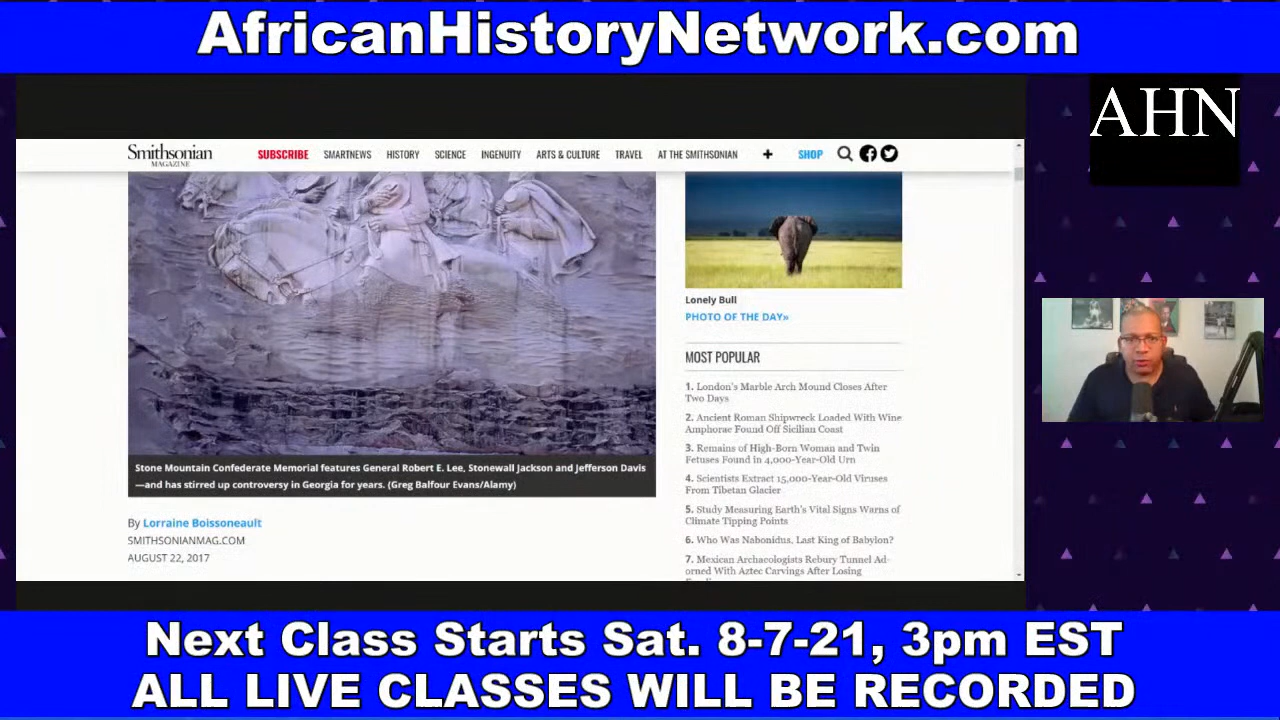 AfricanHistoryNetwork.com
AHN
Smithsonian
MAGAZINE
SUBSCRIBE SMARTNEWS HISTORY SCIENCE INGENUITY ARTS & CULTURE TRAVEL AT THE SMITHSONIAN + SHOP
Stone Mountain Confederate Memorial features General Robert E. Lee, Stonewall Jackson and Jefferson Davis
—and has stirred up controversy in Georgia for years. (Greg Balfour Evans/Alamy)
By Lorraine Boissoneault
SMITHSONIANMAG.COM
AUGUST 22, 2017
Lonely Bull
PHOTO OF THE DAY»
MOST POPULAR
1. London's Marble Arch Mound Closes After
Two Days
2. Ancient Roman Shipwreck Loaded With Wine
Amphorae Found Off Sicilian Coast
3. Remains of High-Born Woman and Twin
Fetuses Found in 4,000-Year-Old Urn
4. Scientists Extract 15,000-Year-Old Viruses
From Tibetan Glacier
5. Study Measuring Earth's Vital Signs Warns of
Climate Tipping Points
6. Who Was Nabonidus, Last King of Babylon?
7. Mexican Archaeologists Rebury Tunnel Ad-
orned With Aztec Carvings After Losing
Next Class Starts Sat. 8-7-21, 3pm EST
ALL LIVE CLASSES WILL BE RECORDED